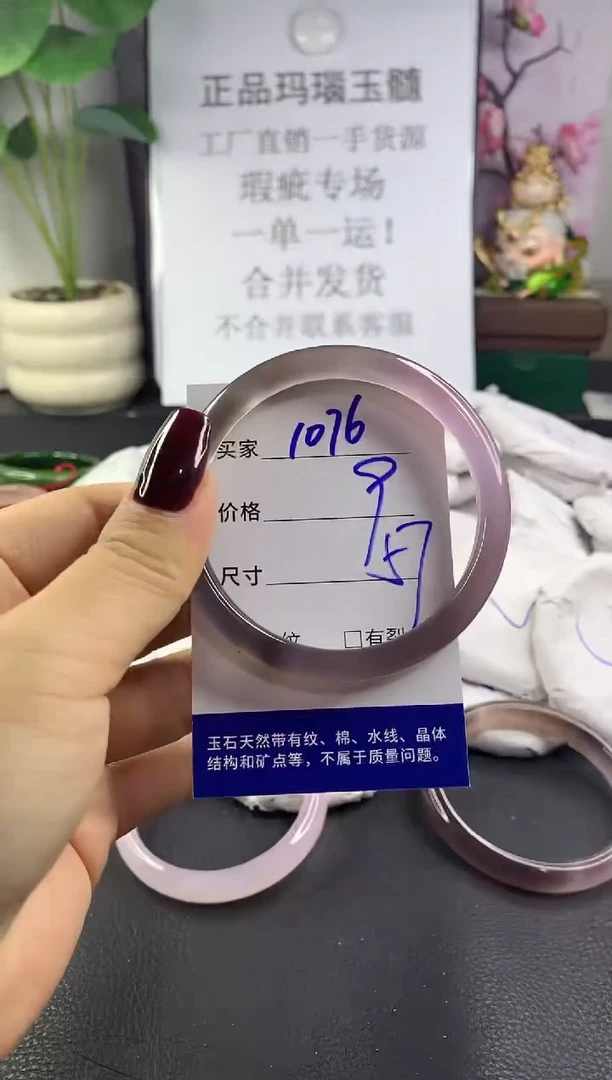 正品玛瑙玉髓
工厂直销一手货源
瑕疵专场
一单一运！
合并发货
不合并联系客服
买家 1076
价格 9
尺寸 57
纹 □有裂
玉石天然带有纹、棉、水线、晶体
结构和矿点等，不属于质量问题。